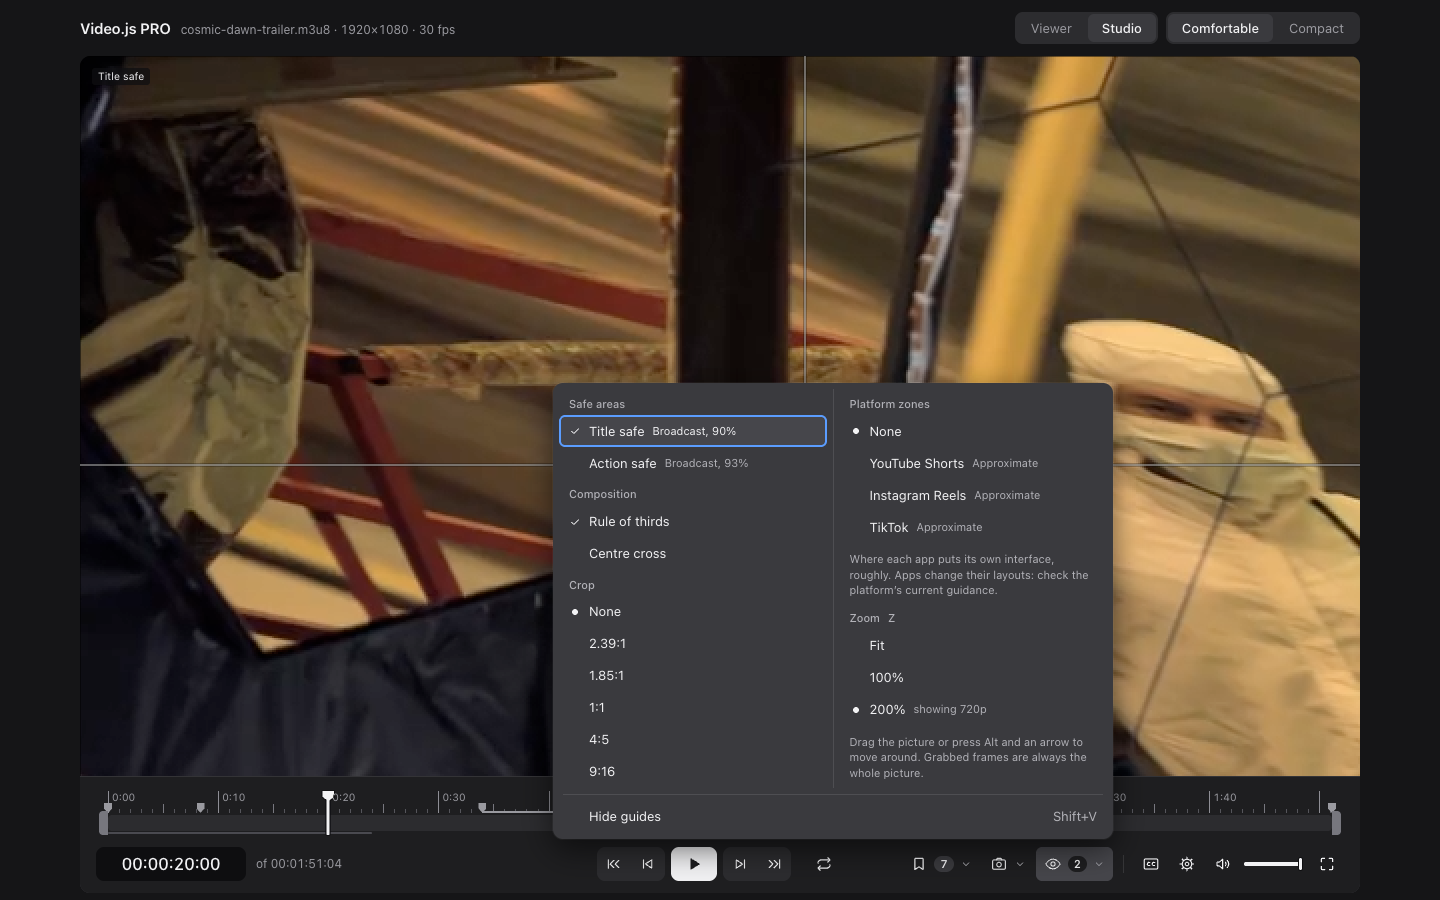 Video.js PRO cosmic-dawn-trailer.m3u8 · 1920×1080 · 30 fps
Viewer Studio Comfortable Compact
Title safe
Safe areas
Title safe Broadcast, 90%
Action safe Broadcast, 93%
Composition
Rule of thirds
Centre cross
Crop
None
2.39:1
1.85:1
1:1
4:5
9:16
Platform zones
None
YouTube Shorts Approximate
Instagram Reels Approximate
TikTok Approximate
Where each app puts its own interface,
roughly. Apps change their layouts: check the
platform's current guidance.
Zoom Z
Fit
100%
200% showing 720p
Drag the picture or press Alt and an arrow to
move around. Grabbed frames are always the
whole picture.
Hide guides Shift+V
0:00 0:10 0:20 0:30 30 1:40
00:00:20:00 of 00:01:51:04
7 2 CC